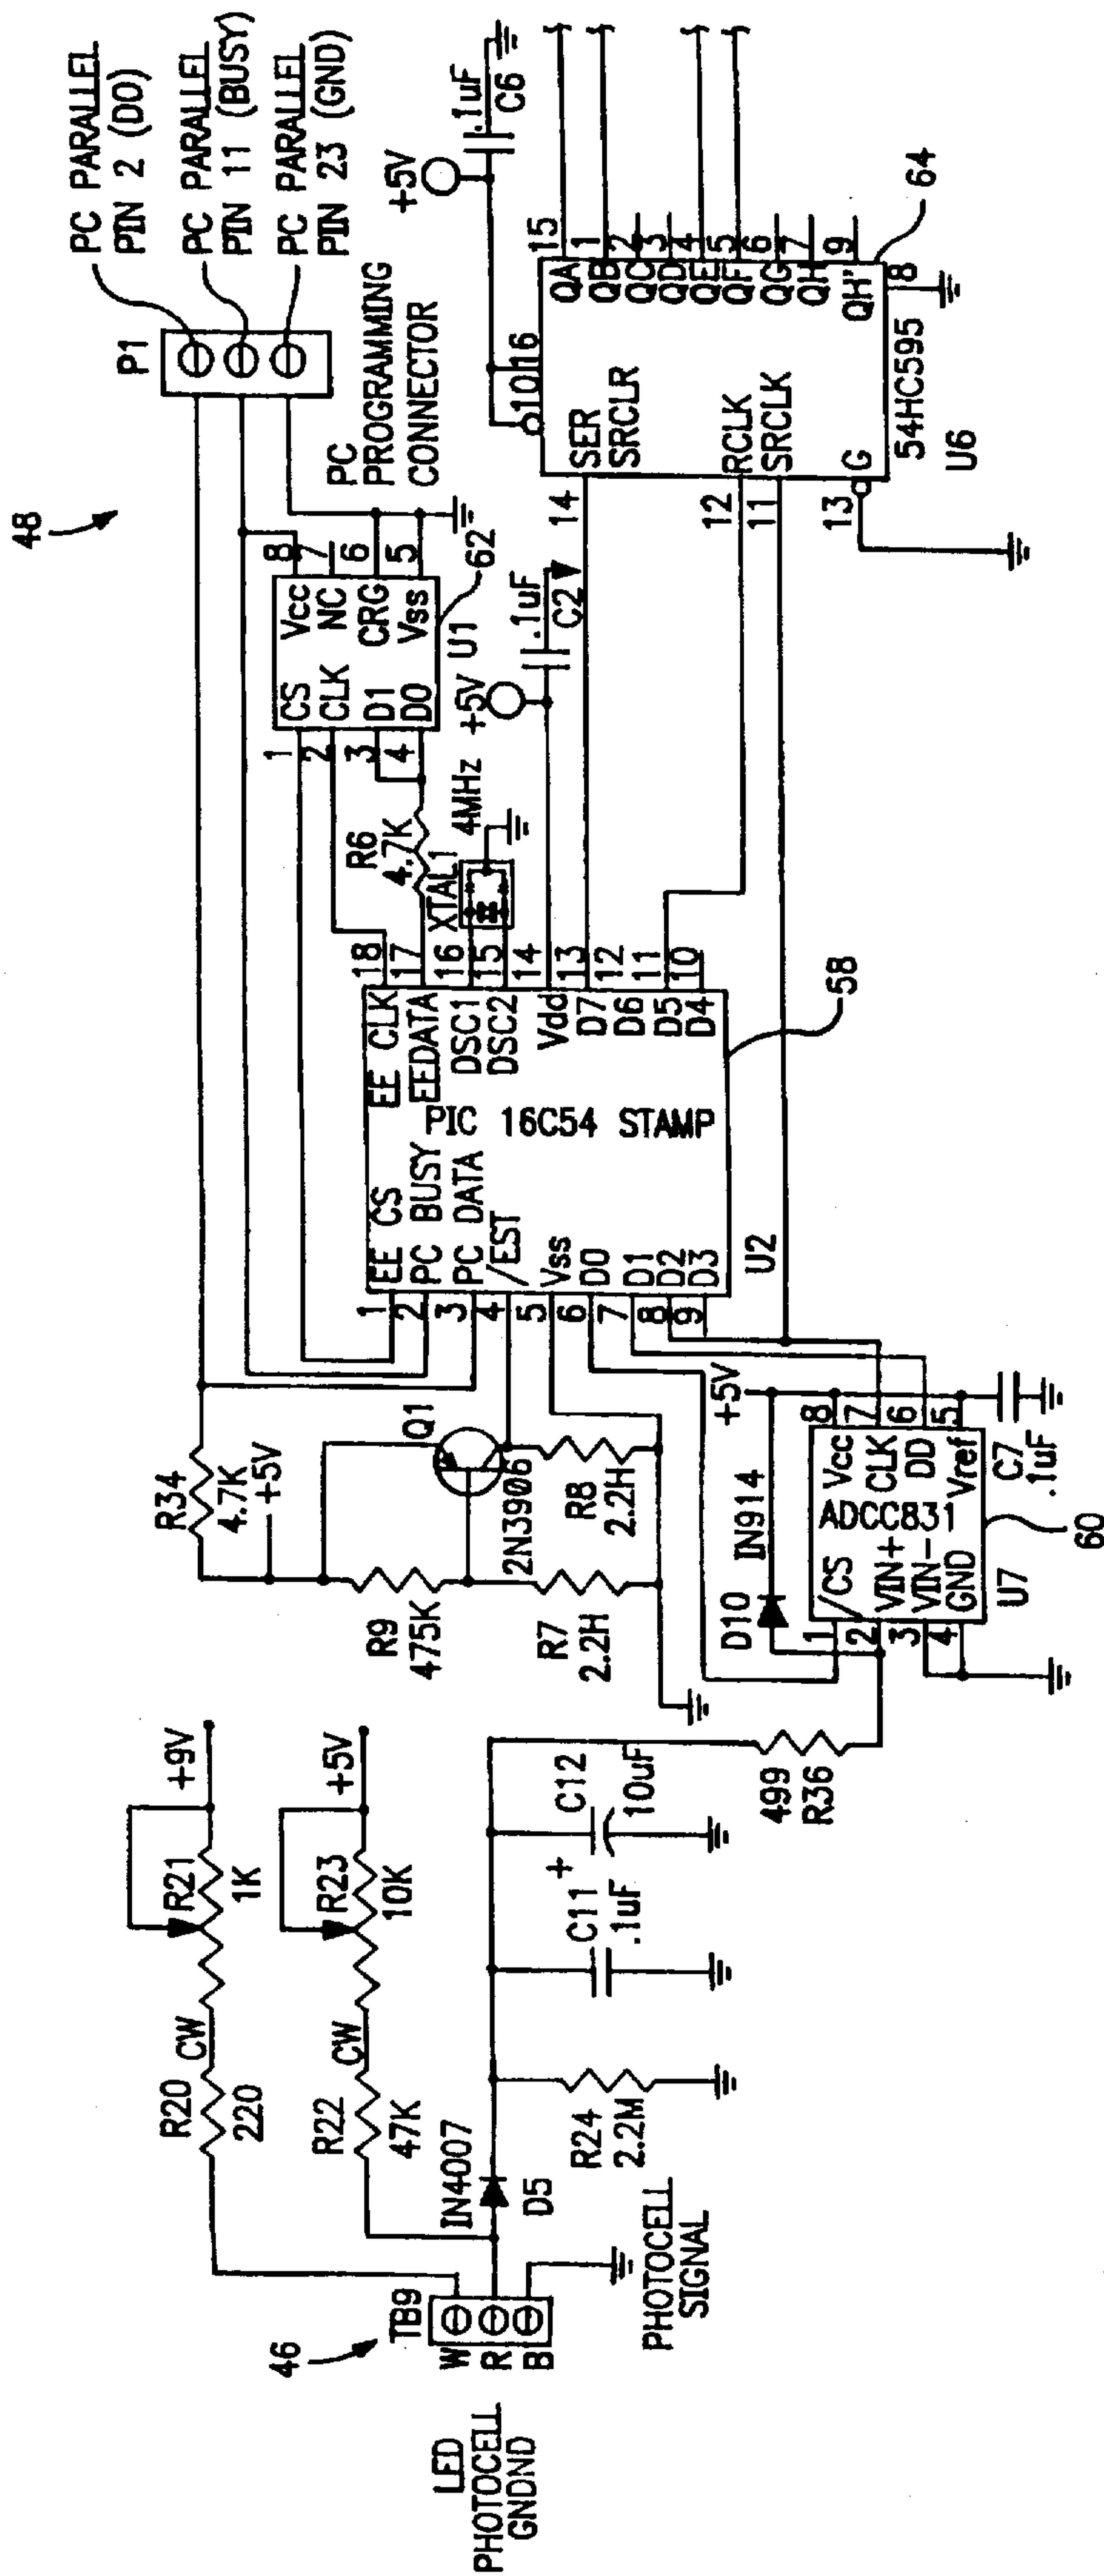 48
PC PARALLEL
PIN 2 (D0)
PC PARALLEL
PIN 11 (BUSY)
PC PARALLEL
PIN 23 (GND)
P1
PC
PROGRAMMING
CONNECTOR
+9V
R21
1K
CW
R20
220
+5V
R23
10K
CW
R22
47K
46
TB9
W
R
B
LED
PHOTOCELL
GNDND
PHOTOCELL
SIGNAL
IN4007
D5
R24
2.2M
C11
.1uF
+
C12
10uF
499
R36
R34
4.7K
+5V
R9
475K
Q1
2N3906
R7
2.2H
R8
2.2H
D10
IN914
+5V
1
2
3
4
/CS
VIN+
VIN-
GND
ADCC831
Vcc
CLK
DD
Vref
8
7
6
5
U7
60
C7
.1uF
1
2
3
4
5
6
7
8
9
EE CS
PC BUSY
PC DATA
/EST
Vss
D0
D1
D2
D3
PIC 16C54 STAMP
EE CLK
EEDATA
DSC1
DSC2
Vdd
D7
D6
D5
D4
18
17
16
15
14
13
12
11
10
U2
58
R6
4.7K
XTAL1
4MHz
1
2
3
4
CS
CLK
D1
D0
Vcc
NC
CRG
Vss
8
7
6
5
U1
62
+5V
.1uF
C2
+5V
.1uF
C6
14
12
11
13
10
16
SER
SRCLR
RCLK
SRCLK
G
QA
QB
QC
QD
QE
QF
QG
QH
QH'
15
1
2
3
4
5
6
7
9
8
54HC595
U6
64